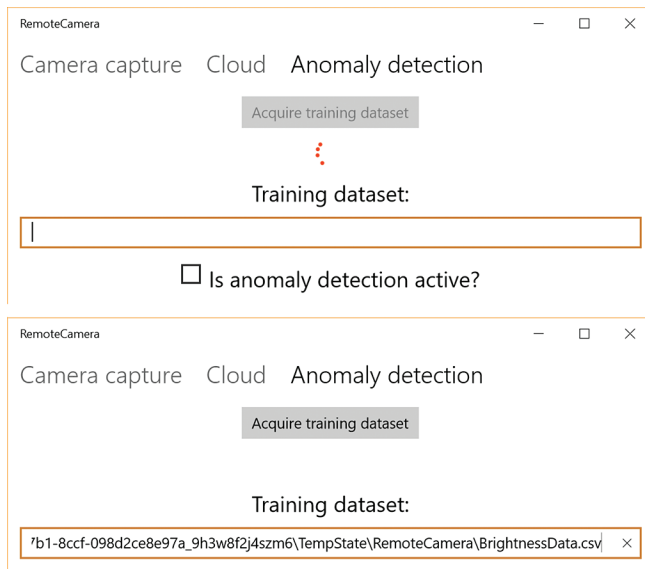 RemoteCamera
Camera capture Cloud Anomaly detection
Acquire training dataset
Training dataset:
Is anomaly detection active?
RemoteCamera
Camera capture Cloud Anomaly detection
Acquire training dataset
Training dataset:
7b1-8ccf-098d2ce8e97a_9h3w8f2j4szm6\TempState\RemoteCamera\BrightnessData.csv